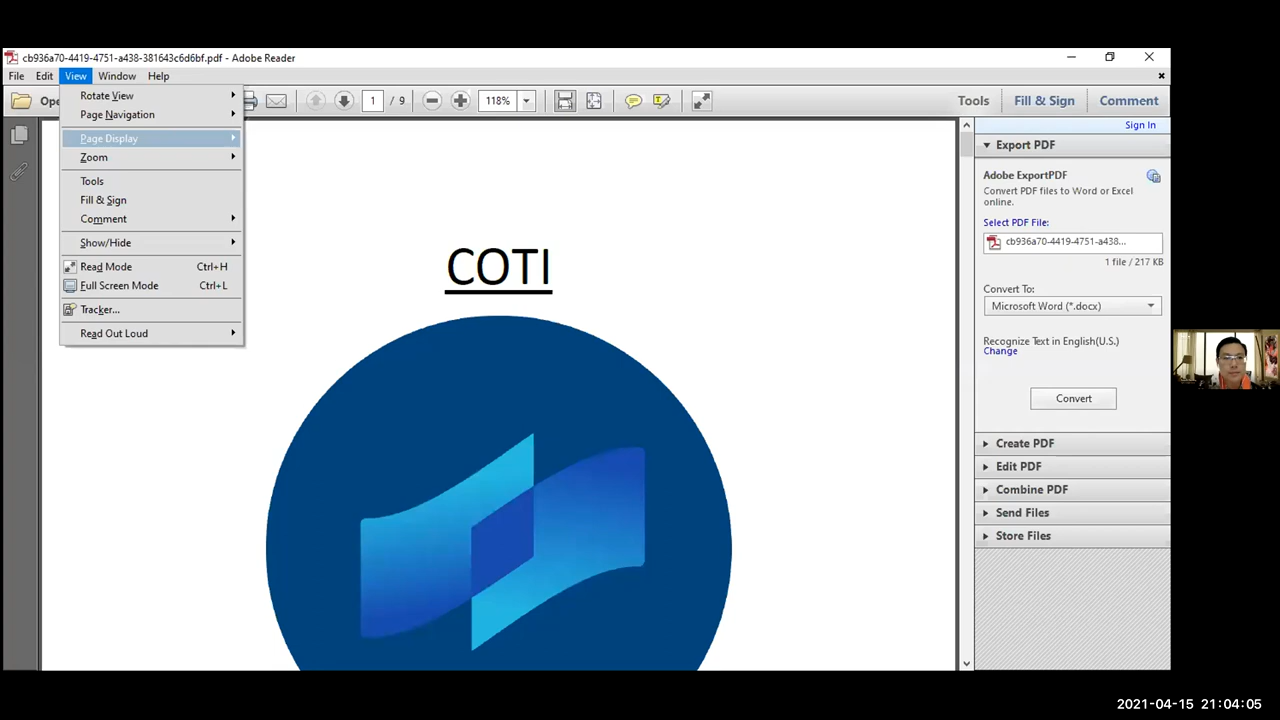 cb936a70-4419-4751-a438-381643c6d6bf.pdf - Adobe Reader
File Edit View Window Help
Ope
1 / 9
118%
Tools Fill & Sign Comment
Rotate View
Page Navigation
Page Display
Zoom
Tools
Fill & Sign
Comment
Show/Hide
Read Mode Ctrl+H
Full Screen Mode Ctrl+L
Tracker...
Read Out Loud
COTI
Sign In
Export PDF
Adobe ExportPDF
Convert PDF files to Word or Excel
online.
Select PDF File:
cb936a70-4419-4751-a438...
1 file / 217 KB
Convert To:
Microsoft Word (*.docx)
Recognize Text in English(U.S.)
Change
Convert
Create PDF
Edit PDF
Combine PDF
Send Files
Store Files
2021-04-15 21:04:05